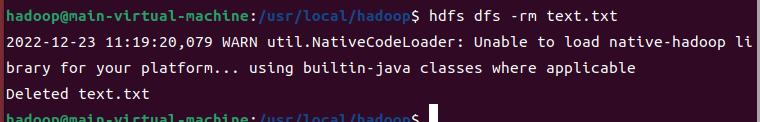 hadoop@main-virtual-machine:/usr/local/hadoop$ hdfs dfs -rm text.txt
2022-12-23 11:19:20,079 WARN util.NativeCodeLoader: Unable to load native-hadoop li
brary for your platform... using builtin-java classes where applicable
Deleted text.txt
hadoop@main-virtual-machine:/usr/local/hadoop$